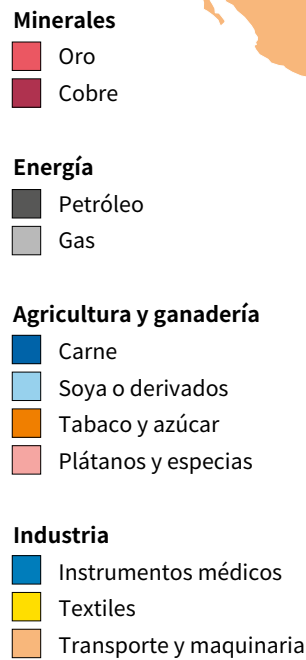 Minerales
Oro
Cobre
Energía
Petróleo
Gas
Agricultura y ganadería
Carne
Soya o derivados
Tabaco y azúcar
Plátanos y especias
Industria
Instrumentos médicos
Textiles
Transporte y maquinaria